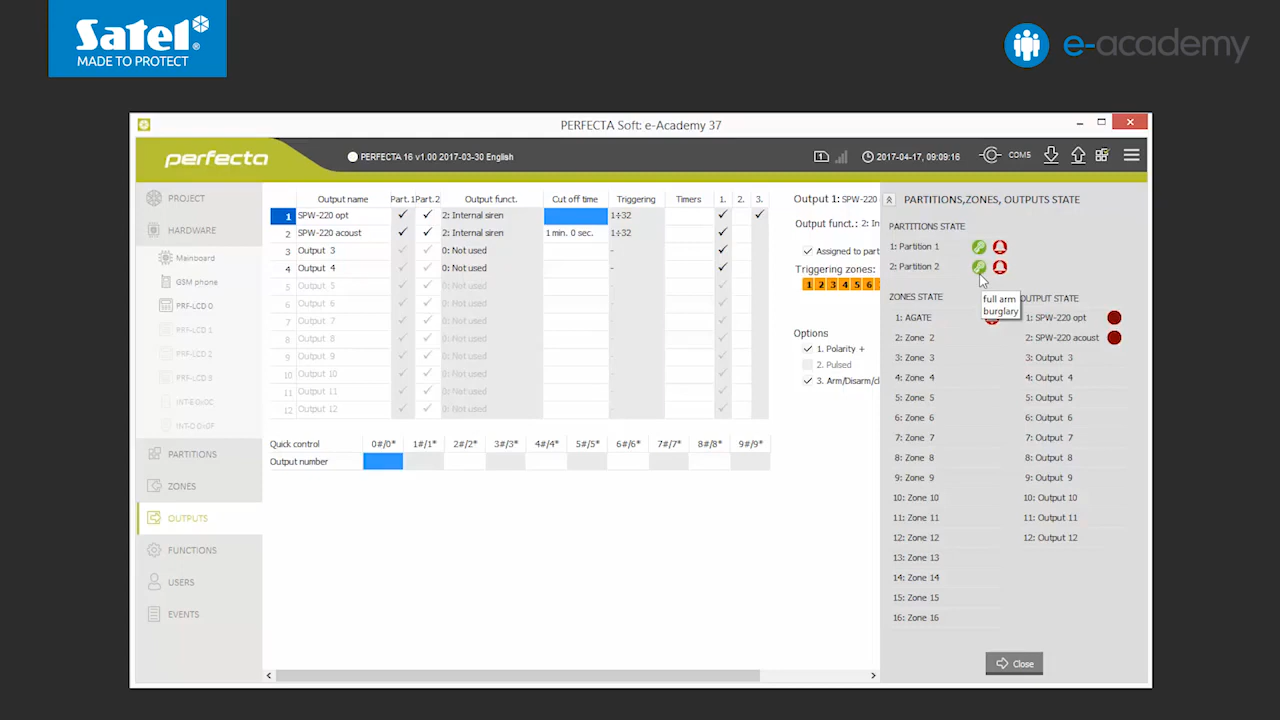 Satel®
MADE TO PROTECT
e-academy
PERFECTA Soft: e-Academy 37
perfecta
PERFECTA 16 v1.00 2017-03-30 English
1
2017-04-17, 09:09:16
COM5
PROJECT
HARDWARE
Mainboard
GSM phone
PRF-LCD 0
PRF-LCD 1
PRF-LCD 2
PRF-LCD 3
INT-E 0x0C
INT-D 0x0F
PARTITIONS
ZONES
OUTPUTS
FUNCTIONS
USERS
EVENTS
Output name Part. 1 Part. 2 Output funct. Cut off time Triggering Timers 1. 2. 3.
1 SPW-220 opt 2: Internal siren 1÷32
2 SPW-220 acoust 2: Internal siren 1 min. 0 sec. 1÷32
3 Output 3 0: Not used -
4 Output 4 0: Not used -
5 Output 5 0: Not used -
6 Output 6 0: Not used -
7 Output 7 0: Not used -
8 Output 8 0: Not used -
9 Output 9 0: Not used -
10 Output 10 0: Not used -
11 Output 11 0: Not used -
12 Output 12 0: Not used -
Quick control 0#/0* 1#/1* 2#/2* 3#/3* 4#/4* 5#/5* 6#/6* 7#/7* 8#/8* 9#/9*
Output number
Output 1: SPW-220
Output funct.: 2: In
Assigned to part
Triggering zones:
1 2 3 4 5 6
Options
1. Polarity +
2. Pulsed
3. Arm/Disarm/cl
PARTITIONS,ZONES, OUTPUTS STATE
PARTITIONS STATE
1: Partition 1
2: Partition 2
full arm
burglary
ZONES STATE
1: AGATE
2: Zone 2
3: Zone 3
4: Zone 4
5: Zone 5
6: Zone 6
7: Zone 7
8: Zone 8
9: Zone 9
10: Zone 10
11: Zone 11
12: Zone 12
13: Zone 13
14: Zone 14
15: Zone 15
16: Zone 16
OUTPUT STATE
1: SPW-220 opt
2: SPW-220 acoust
3: Output 3
4: Output 4
5: Output 5
6: Output 6
7: Output 7
8: Output 8
9: Output 9
10: Output 10
11: Output 11
12: Output 12
Close